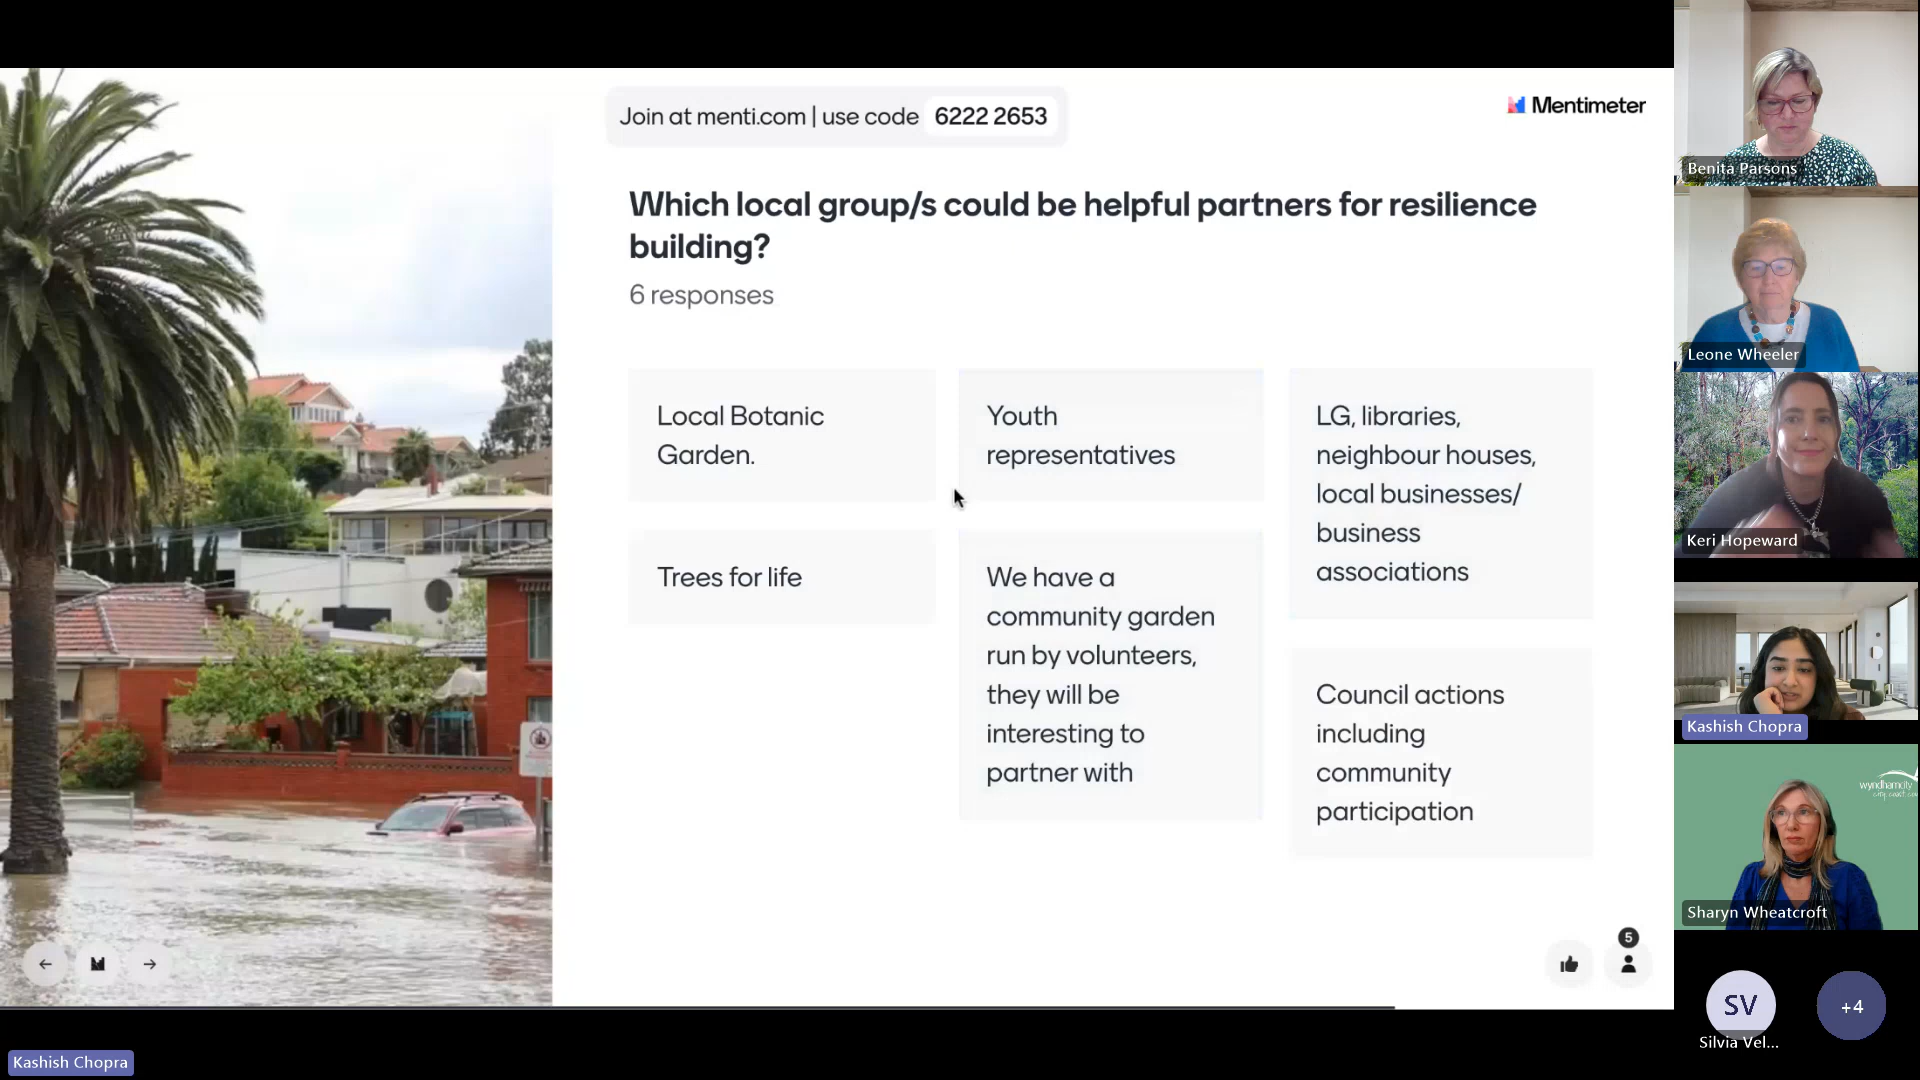 Join at menti.com | use code 6222 2653
Mentimeter
Which local group/s could be helpful partners for resilience
building?
6 responses
Local Botanic
Garden.
Trees for life
Youth
representatives
We have a
community garden
run by volunteers,
they will be
interesting to
partner with
LG, libraries,
neighbour houses,
local businesses/
business
associations
Council actions
including
community
participation
5
Kashish Chopra
Benita Parsons
Leone Wheeler
Keri Hopeward
Kashish Chopra
wyndhamcity
Sharyn Wheatcroft
SV
Silvia Vel...
+4